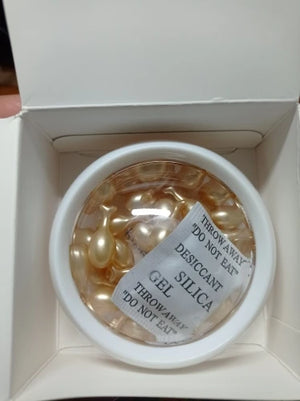 THROW AWAY
"DO NOT EAT"
DESICCANT
SILICA
GEL
THROW AWAY
"DO NOT EAT"